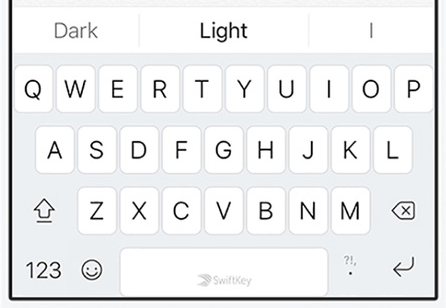 Dark Light I
Q W E R T Y U I O P
A S D F G H J K L
Z X C V B N M
123 SwiftKey ?!, .